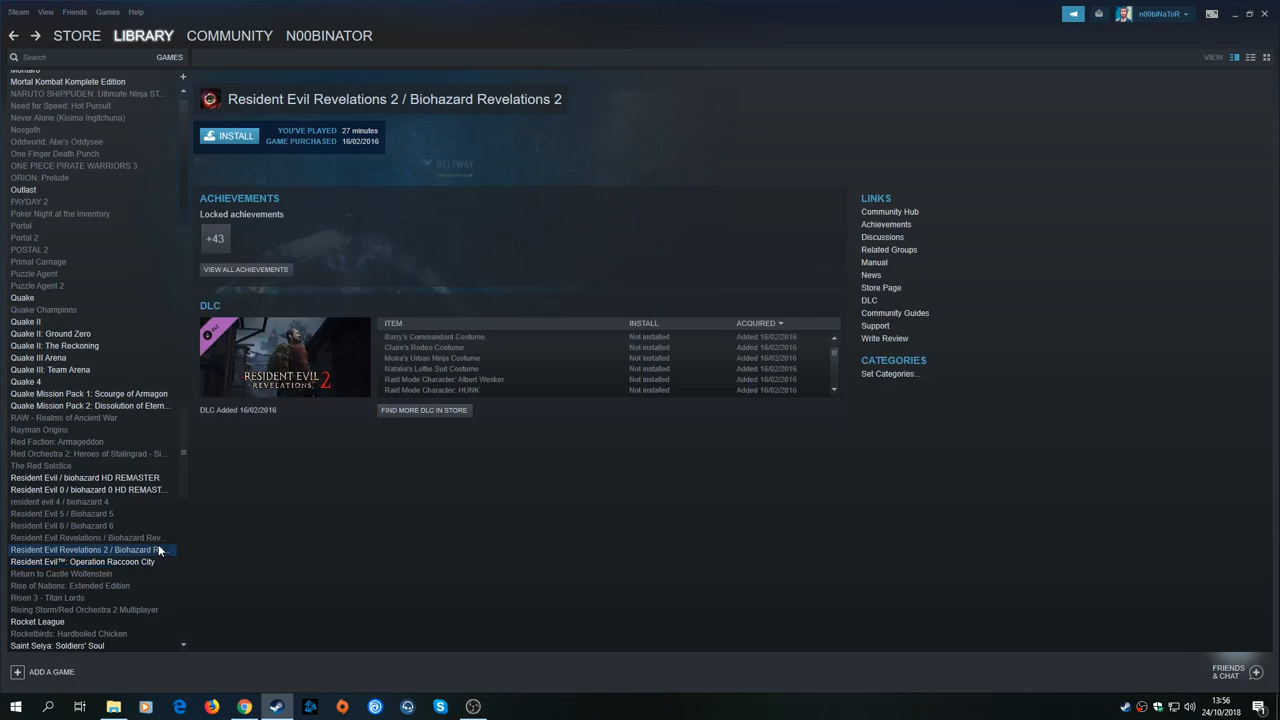 Steam View Friends Games Help
n00biNaToR
STORE LIBRARY COMMUNITY N00BINATOR
Search GAMES VIEW
Mortal Kombat Komplete Edition
NARUTO SHIPPUDEN: Ultimate Ninja ST...
Need for Speed: Hot Pursuit
Never Alone (Kisima Ingitchuna)
Nosgoth
Oddworld: Abe's Oddysee
One Finger Death Punch
ONE PIECE PIRATE WARRIORS 3
ORION: Prelude
Outlast
PAYDAY 2
Poker Night at the Inventory
Portal
Portal 2
POSTAL 2
Primal Carnage
Puzzle Agent
Puzzle Agent 2
Quake
Quake Champions
Quake II
Quake II: Ground Zero
Quake II: The Reckoning
Quake III Arena
Quake III: Team Arena
Quake 4
Quake Mission Pack 1: Scourge of Armagon
Quake Mission Pack 2: Dissolution of Etern...
RAW - Realms of Ancient War
Rayman Origins
Red Faction: Armageddon
Red Orchestra 2: Heroes of Stalingrad - Si...
The Red Solstice
Resident Evil / biohazard HD REMASTER
Resident Evil 0 / biohazard 0 HD REMAST...
resident evil 4 / biohazard 4
Resident Evil 5 / Biohazard 5
Resident Evil 6 / Biohazard 6
Resident Evil Revelations / Biohazard Rev...
Resident Evil Revelations 2 / Biohazard R...
Resident Evil™: Operation Raccoon City
Return to Castle Wolfenstein
Rise of Nations: Extended Edition
Risen 3 - Titan Lords
Rising Storm/Red Orchestra 2 Multiplayer
Rocket League
Rocketbirds: Hardboiled Chicken
Saint Seiya: Soldiers' Soul
+ ADD A GAME
Resident Evil Revelations 2 / Biohazard Revelations 2
INSTALL
YOU'VE PLAYED 27 minutes
GAME PURCHASED 16/02/2016
BELTWAY
ACHIEVEMENTS
Locked achievements
+43
VIEW ALL ACHIEVEMENTS
DLC
DLC
RESIDENT EVIL
REVELATIONS 2
DLC Added 16/02/2016
ITEM INSTALL ACQUIRED
Barry's Commandant Costume Not installed Added 16/02/2016
Claire's Rodeo Costume Not installed Added 16/02/2016
Moira's Urban Ninja Costume Not installed Added 16/02/2016
Natalia's Lottie Suit Costume Not installed Added 16/02/2016
Raid Mode Character: Albert Wesker Not installed Added 16/02/2016
Raid Mode Character: HUNK Not installed Added 16/02/2016
FIND MORE DLC IN STORE
LINKS
Community Hub
Achievements
Discussions
Related Groups
Manual
News
Store Page
DLC
Community Guides
Support
Write Review
CATEGORIES
Set Categories...
FRIENDS
& CHAT
13:56
24/10/2018
1